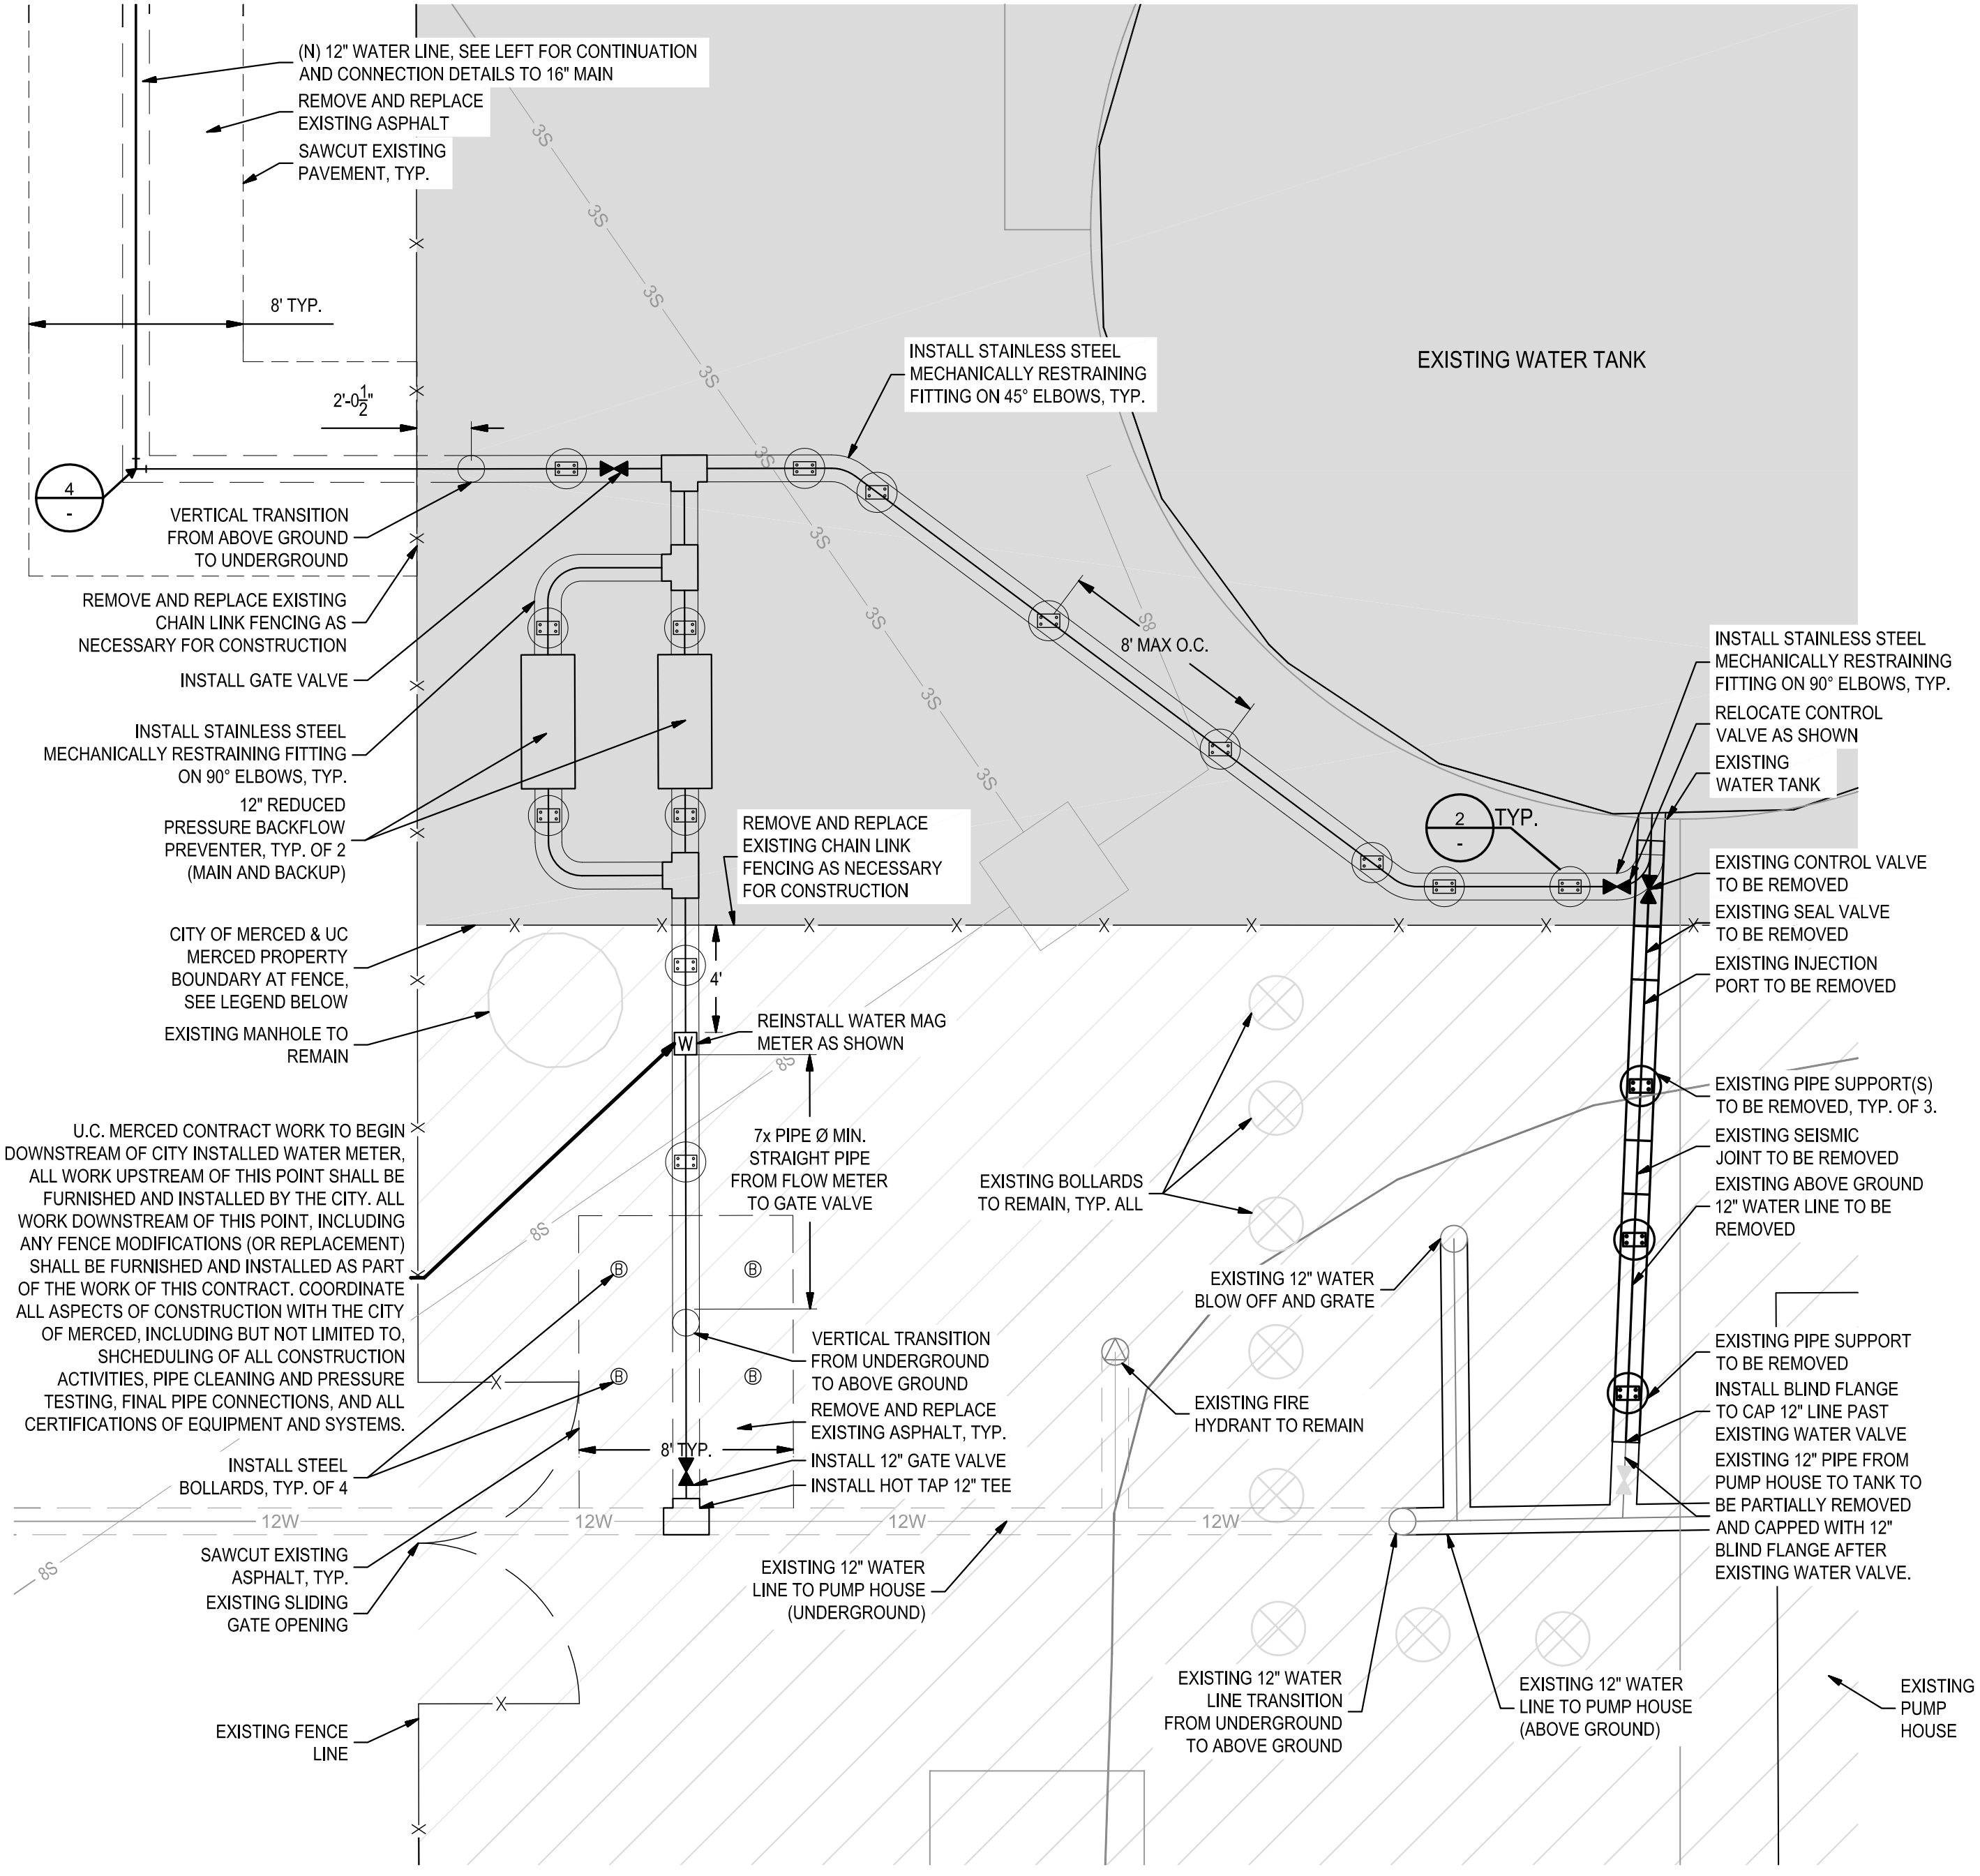 (N) 12" WATER LINE, SEE LEFT FOR CONTINUATION
AND CONNECTION DETAILS TO 16" MAIN
REMOVE AND REPLACE
EXISTING ASPHALT
SAWCUT EXISTING
PAVEMENT, TYP.
8' TYP.
2'-0 1/2"
4
-
VERTICAL TRANSITION
FROM ABOVE GROUND
TO UNDERGROUND
REMOVE AND REPLACE EXISTING
CHAIN LINK FENCING AS
NECESSARY FOR CONSTRUCTION
INSTALL GATE VALVE
INSTALL STAINLESS STEEL
MECHANICALLY RESTRAINING FITTING
ON 90° ELBOWS, TYP.
12" REDUCED
PRESSURE BACKFLOW
PREVENTER, TYP. OF 2
(MAIN AND BACKUP)
CITY OF MERCED & UC
MERCED PROPERTY
BOUNDARY AT FENCE,
SEE LEGEND BELOW
EXISTING MANHOLE TO
REMAIN
U.C. MERCED CONTRACT WORK TO BEGIN
DOWNSTREAM OF CITY INSTALLED WATER METER,
ALL WORK UPSTREAM OF THIS POINT SHALL BE
FURNISHED AND INSTALLED BY THE CITY. ALL
WORK DOWNSTREAM OF THIS POINT, INCLUDING
ANY FENCE MODIFICATIONS (OR REPLACEMENT)
SHALL BE FURNISHED AND INSTALLED AS PART
OF THE WORK OF THIS CONTRACT. COORDINATE
ALL ASPECTS OF CONSTRUCTION WITH THE CITY
OF MERCED, INCLUDING BUT NOT LIMITED TO,
SHCHEDULING OF ALL CONSTRUCTION
ACTIVITIES, PIPE CLEANING AND PRESSURE
TESTING, FINAL PIPE CONNECTIONS, AND ALL
CERTIFICATIONS OF EQUIPMENT AND SYSTEMS.
INSTALL STEEL
BOLLARDS, TYP. OF 4
SAWCUT EXISTING
ASPHALT, TYP.
EXISTING SLIDING
GATE OPENING
EXISTING FENCE
LINE
3S
3S
3S
3S
3S
3S
3S
3S
3S
8S
8S
8S
8S
INSTALL STAINLESS STEEL
MECHANICALLY RESTRAINING
FITTING ON 45° ELBOWS, TYP.
EXISTING WATER TANK
8' MAX O.C.
2
-
TYP.
REMOVE AND REPLACE
EXISTING CHAIN LINK
FENCING AS NECESSARY
FOR CONSTRUCTION
4'
W
REINSTALL WATER MAG
METER AS SHOWN
7x PIPE Ø MIN.
STRAIGHT PIPE
FROM FLOW METER
TO GATE VALVE
B
B
B
B
VERTICAL TRANSITION
FROM UNDERGROUND
TO ABOVE GROUND
REMOVE AND REPLACE
EXISTING ASPHALT, TYP.
8' TYP.
INSTALL 12" GATE VALVE
INSTALL HOT TAP 12" TEE
12W
12W
12W
12W
EXISTING 12" WATER
LINE TO PUMP HOUSE
(UNDERGROUND)
EXISTING BOLLARDS
TO REMAIN, TYP. ALL
EXISTING 12" WATER
BLOW OFF AND GRATE
EXISTING FIRE
HYDRANT TO REMAIN
EXISTING 12" WATER
LINE TRANSITION
FROM UNDERGROUND
TO ABOVE GROUND
EXISTING 12" WATER
LINE TO PUMP HOUSE
(ABOVE GROUND)
INSTALL STAINLESS STEEL
MECHANICALLY RESTRAINING
FITTING ON 90° ELBOWS, TYP.
RELOCATE CONTROL
VALVE AS SHOWN
EXISTING
WATER TANK
EXISTING CONTROL VALVE
TO BE REMOVED
EXISTING SEAL VALVE
TO BE REMOVED
EXISTING INJECTION
PORT TO BE REMOVED
EXISTING PIPE SUPPORT(S)
TO BE REMOVED, TYP. OF 3.
EXISTING SEISMIC
JOINT TO BE REMOVED
EXISTING ABOVE GROUND
12" WATER LINE TO BE
REMOVED
EXISTING PIPE SUPPORT
TO BE REMOVED
INSTALL BLIND FLANGE
TO CAP 12" LINE PAST
EXISTING WATER VALVE
EXISTING 12" PIPE FROM
PUMP HOUSE TO TANK TO
BE PARTIALLY REMOVED
AND CAPPED WITH 12"
BLIND FLANGE AFTER
EXISTING WATER VALVE.
EXISTING
PUMP
HOUSE